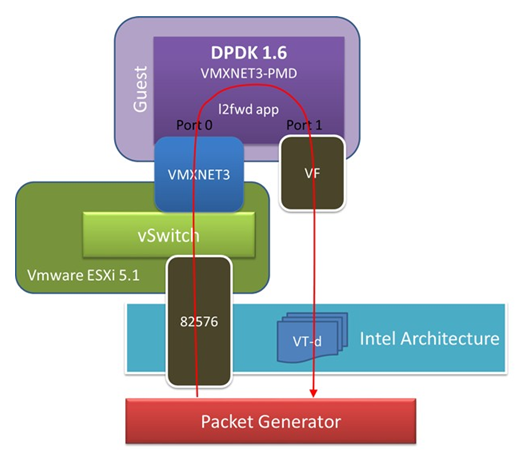 DPDK 1.6
VMXNET3-PMD
Guest
l2fwd app
Port 0
Port 1
VMXNET3
VF
vSwitch
Vmware ESXi 5.1
82576
VT-d
Intel Architecture
Packet Generator